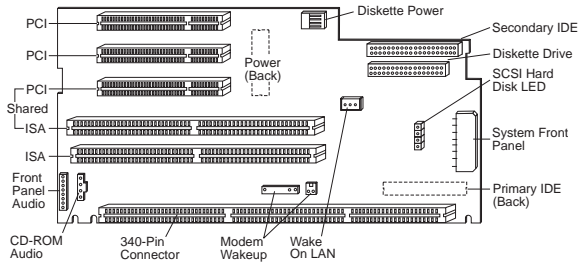 Diskette Power
PCI
Secondary IDE
PCI
Diskette Drive
Power
(Back)
SCSI Hard
Disk LED
PCI
Shared
ISA
System Front
Panel
ISA
Front
Panel
Audio
Primary IDE
(Back)
CD-ROM
Audio
340-Pin
Connector
Modem
Wakeup
Wake
On LAN